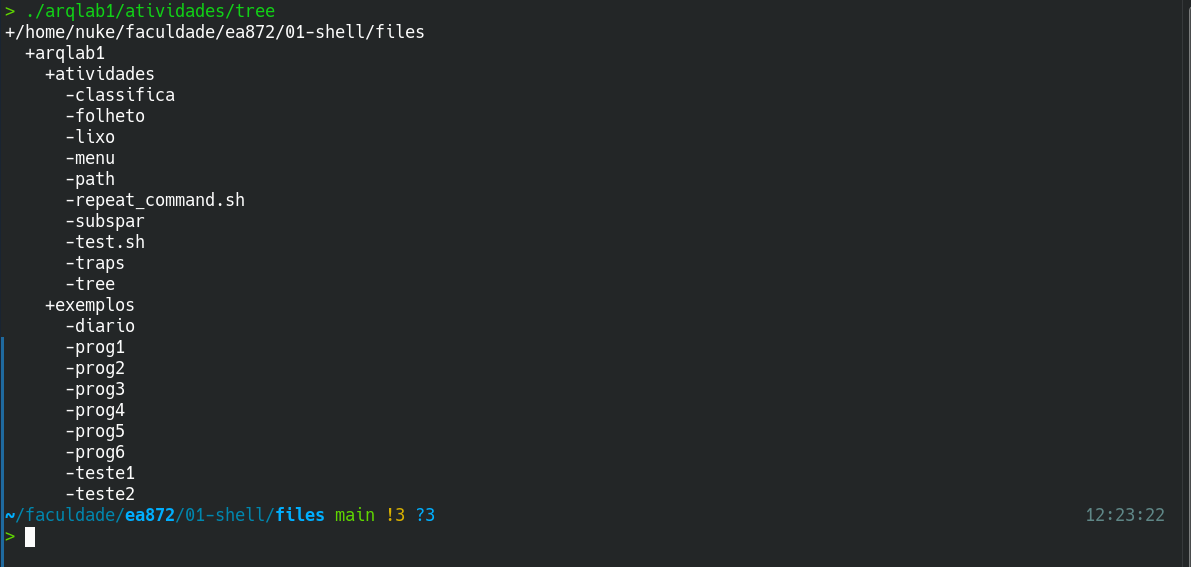 > ./arqlab1/atividades/tree
+/home/nuke/faculdade/ea872/01-shell/files
  +arqlab1
    +atividades
      -classifica
      -folheto
      -lixo
      -menu
      -path
      -repeat_command.sh
      -subspar
      -test.sh
      -traps
      -tree
    +exemplos
      -diario
      -prog1
      -prog2
      -prog3
      -prog4
      -prog5
      -prog6
      -teste1
      -teste2
~/faculdade/ea872/01-shell/files main !3 ?3 12:23:22
>